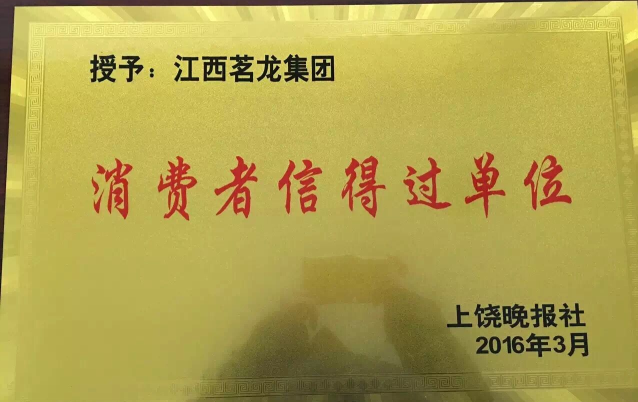 授予：江西茗龙集团
消费者信得过单位
上饶晚报社
2016年3月